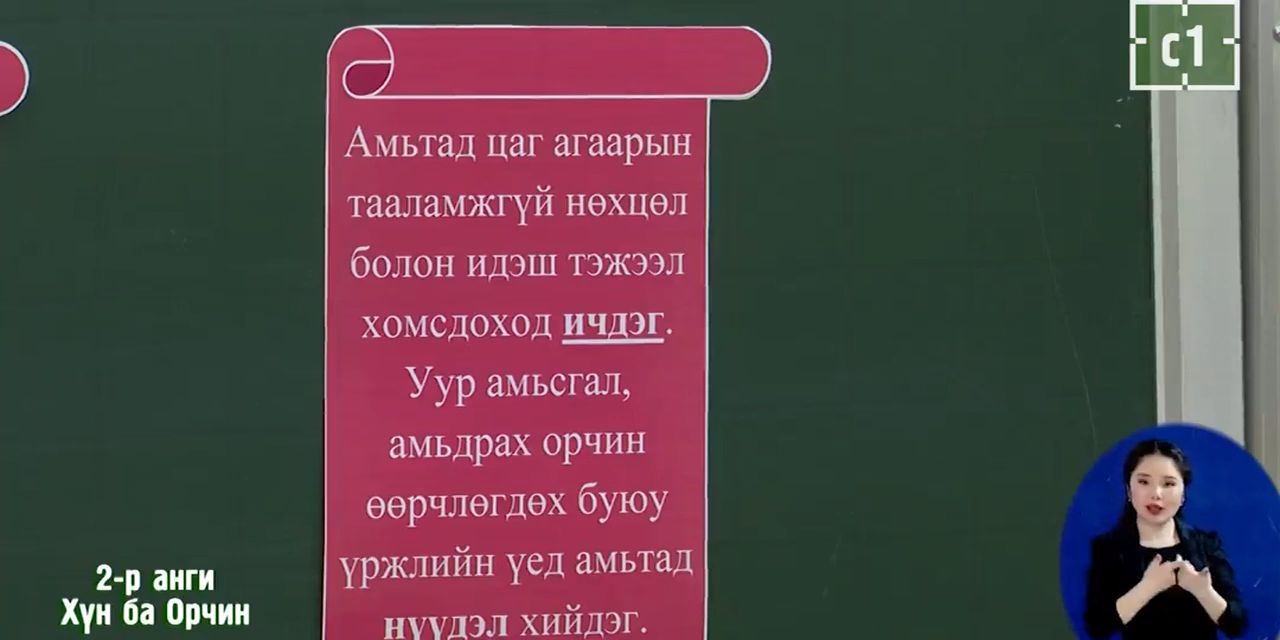 Амьтад цаг агаарын
тааламжгүй нөхцөл
болон идэш тэжээл
хомсдоход ичдэг.
Уур амьсгал,
амьдрах орчин
өөрчлөгдөх буюу
үржлийн үед амьтад
нүүдэл хийдэг.
c1
2-р анги
Хүн ба Орчин